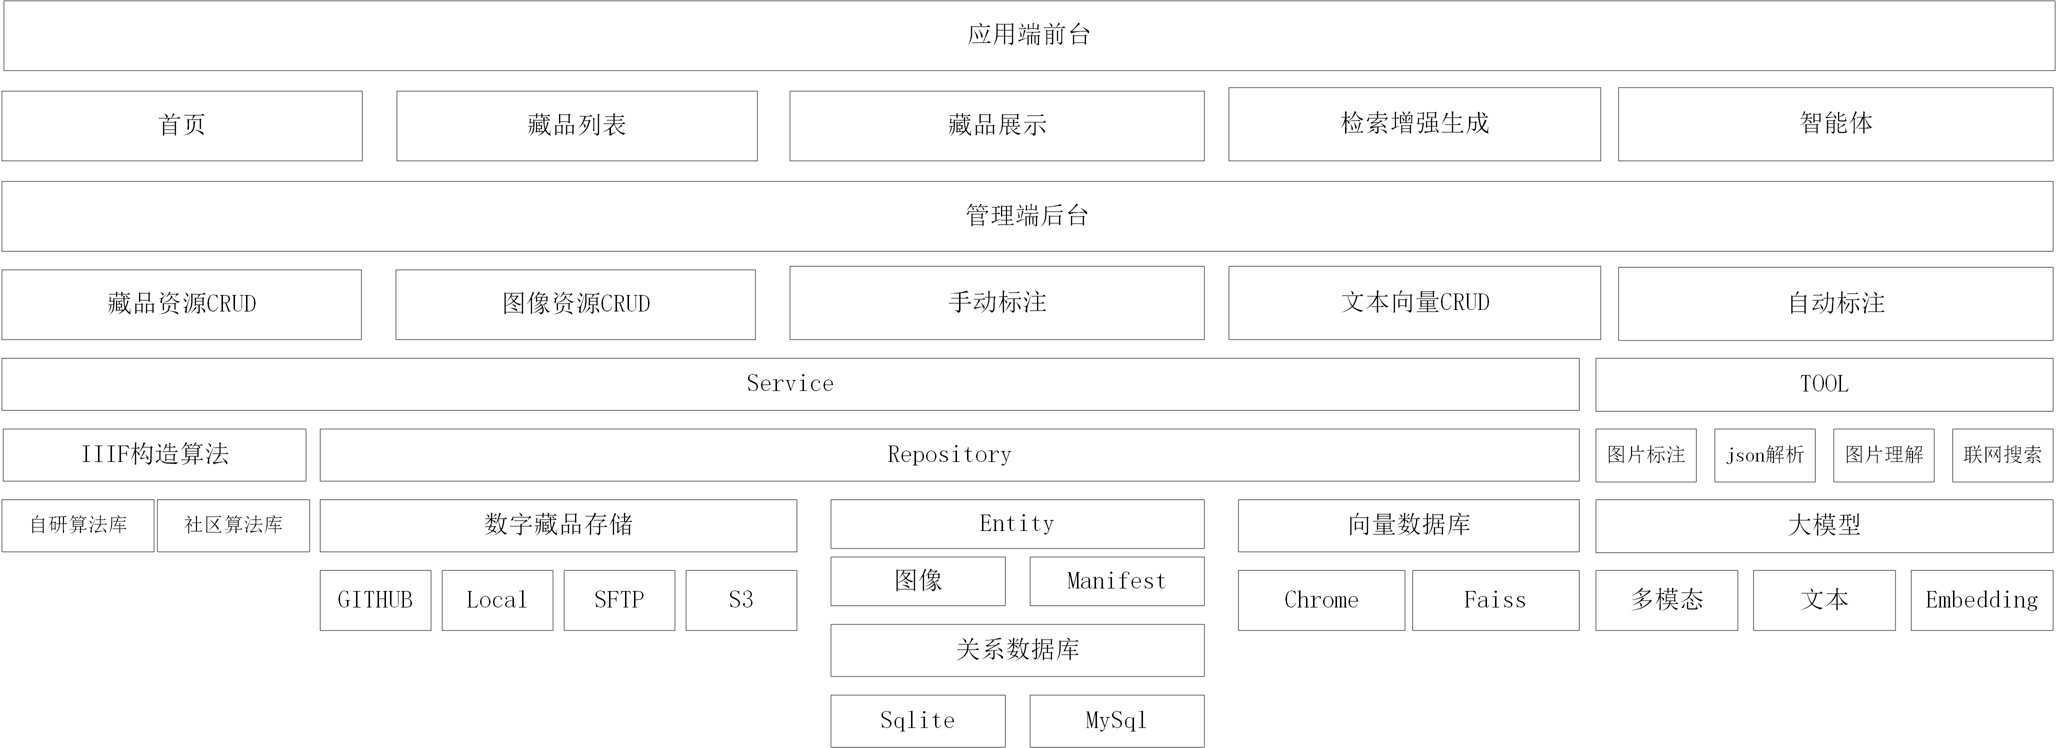 应用端前台
首页
藏品列表
藏品展示
检索增强生成
智能体
管理端后台
藏品资源CRUD
图像资源CRUD
手动标注
文本向量CRUD
自动标注
Service
TOOL
IIIF构造算法
Repository
图片标注
json解析
图片理解
联网搜索
自研算法库
社区算法库
数字藏品存储
Entity
向量数据库
大模型
图像
Manifest
GITHUB
Local
SFTP
S3
Chrome
Faiss
多模态
文本
Embedding
关系数据库
Sqlite
MySql